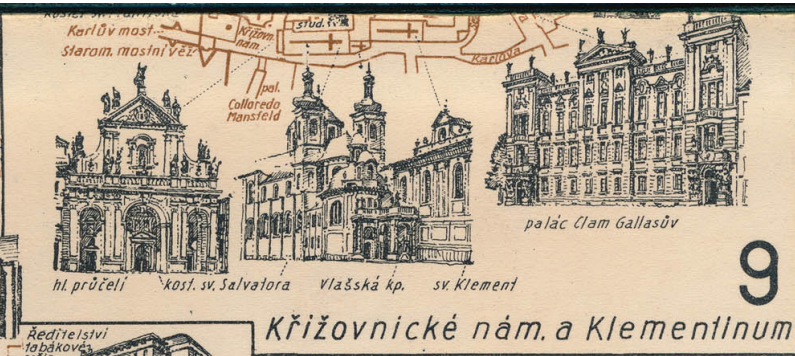 Karlův most
Starom. mostní věž
Křížovn.
nám.
stud.
Karlova
pal.
Colloredo
Mansfeld
palác Clam Gallasův
hl. průčelí
kost. sv. Salvatora
Vlašská kp.
sv. Klement
9
Křižovnické nám. a Klementinum
Ředitelství
tabákové